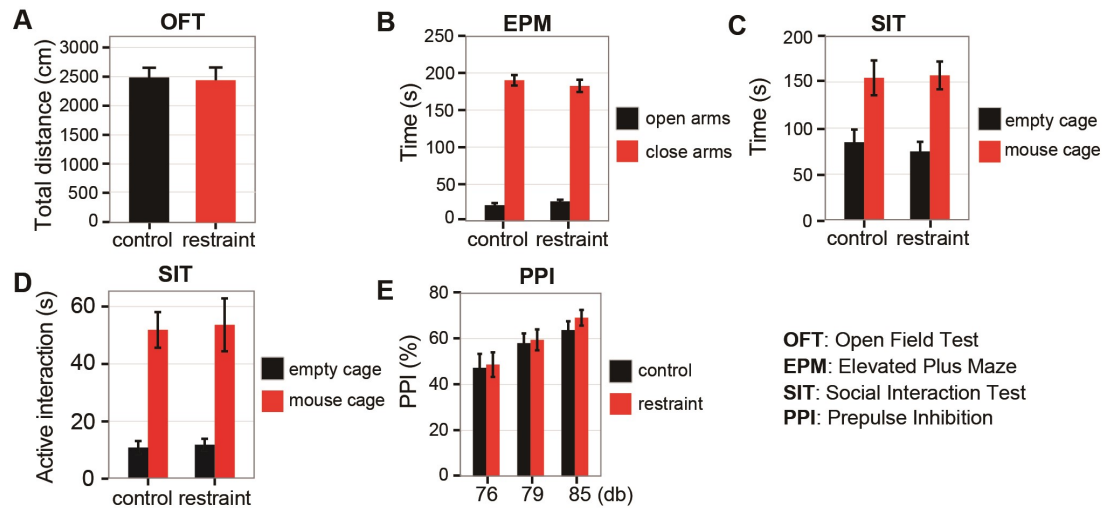 A
OFT
Total distance (cm)
3000
2500
2000
1500
1000
500
0
control restraint
B
EPM
Time (s)
250
200
150
100
50
0
control restraint
open arms
close arms
C
SIT
Time (s)
200
150
100
50
0
control restraint
empty cage
mouse cage
D
SIT
Active interaction (s)
60
40
20
0
control restraint
empty cage
mouse cage
E
PPI
PPI (%)
80
60
40
20
0
76 79 85 (db)
control
restraint
OFT: Open Field Test
EPM: Elevated Plus Maze
SIT: Social Interaction Test
PPI: Prepulse Inhibition